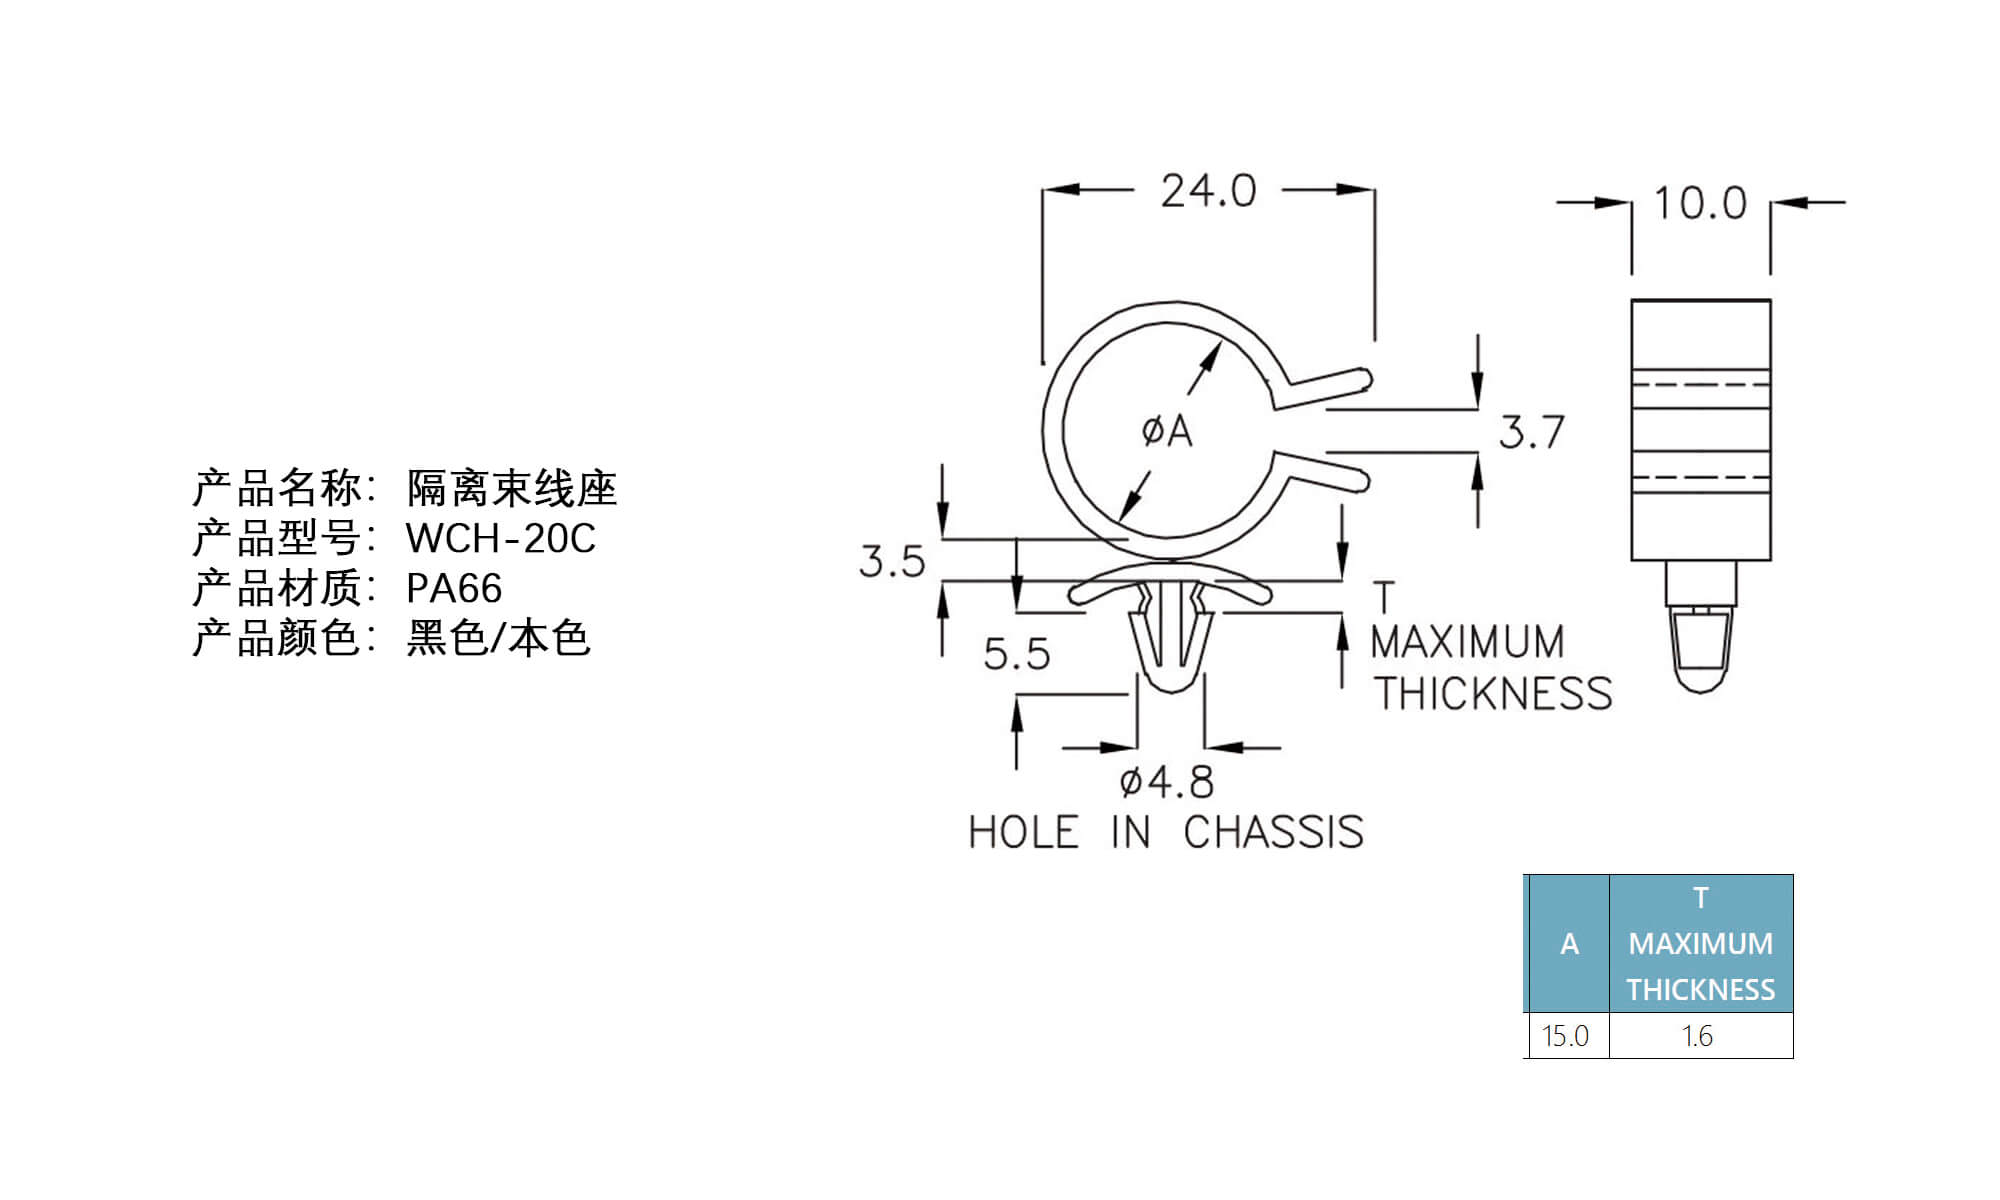 产品名称： 隔离束线座
产品型号： WCH-20C
产品材质： PA66
产品颜色： 黑色/本色
24.0
10.0
øA
3.7
3.5
T
MAXIMUM
THICKNESS
5.5
ø4.8
HOLE IN CHASSIS
A
T
MAXIMUM
THICKNESS
15.0
1.6